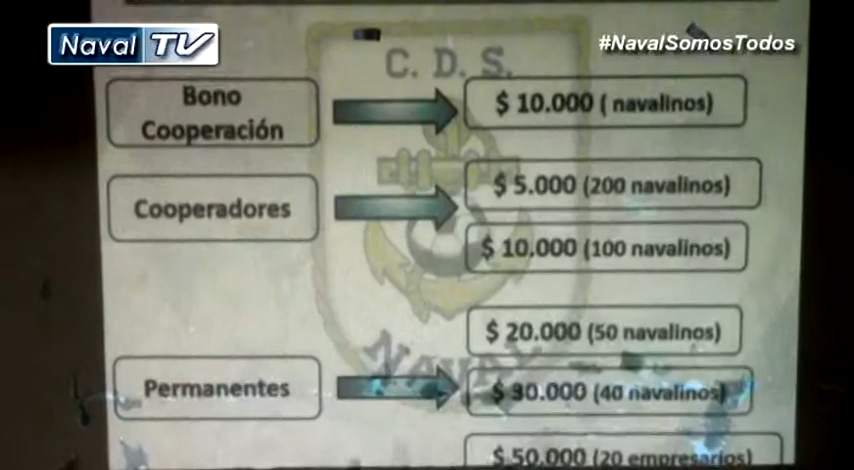 Naval TV
#NavalSomosTodos
C. D. S.
Bono
Cooperación
$ 10.000 ( navalinos)
Cooperadores
$ 5.000 (200 navalinos)
$ 10.000 (100 navalinos)
$ 20.000 (50 navalinos)
NAVAL
Permanentes
$ 30.000 (40 navalinos)
$ 50.000 (20 empresarios)